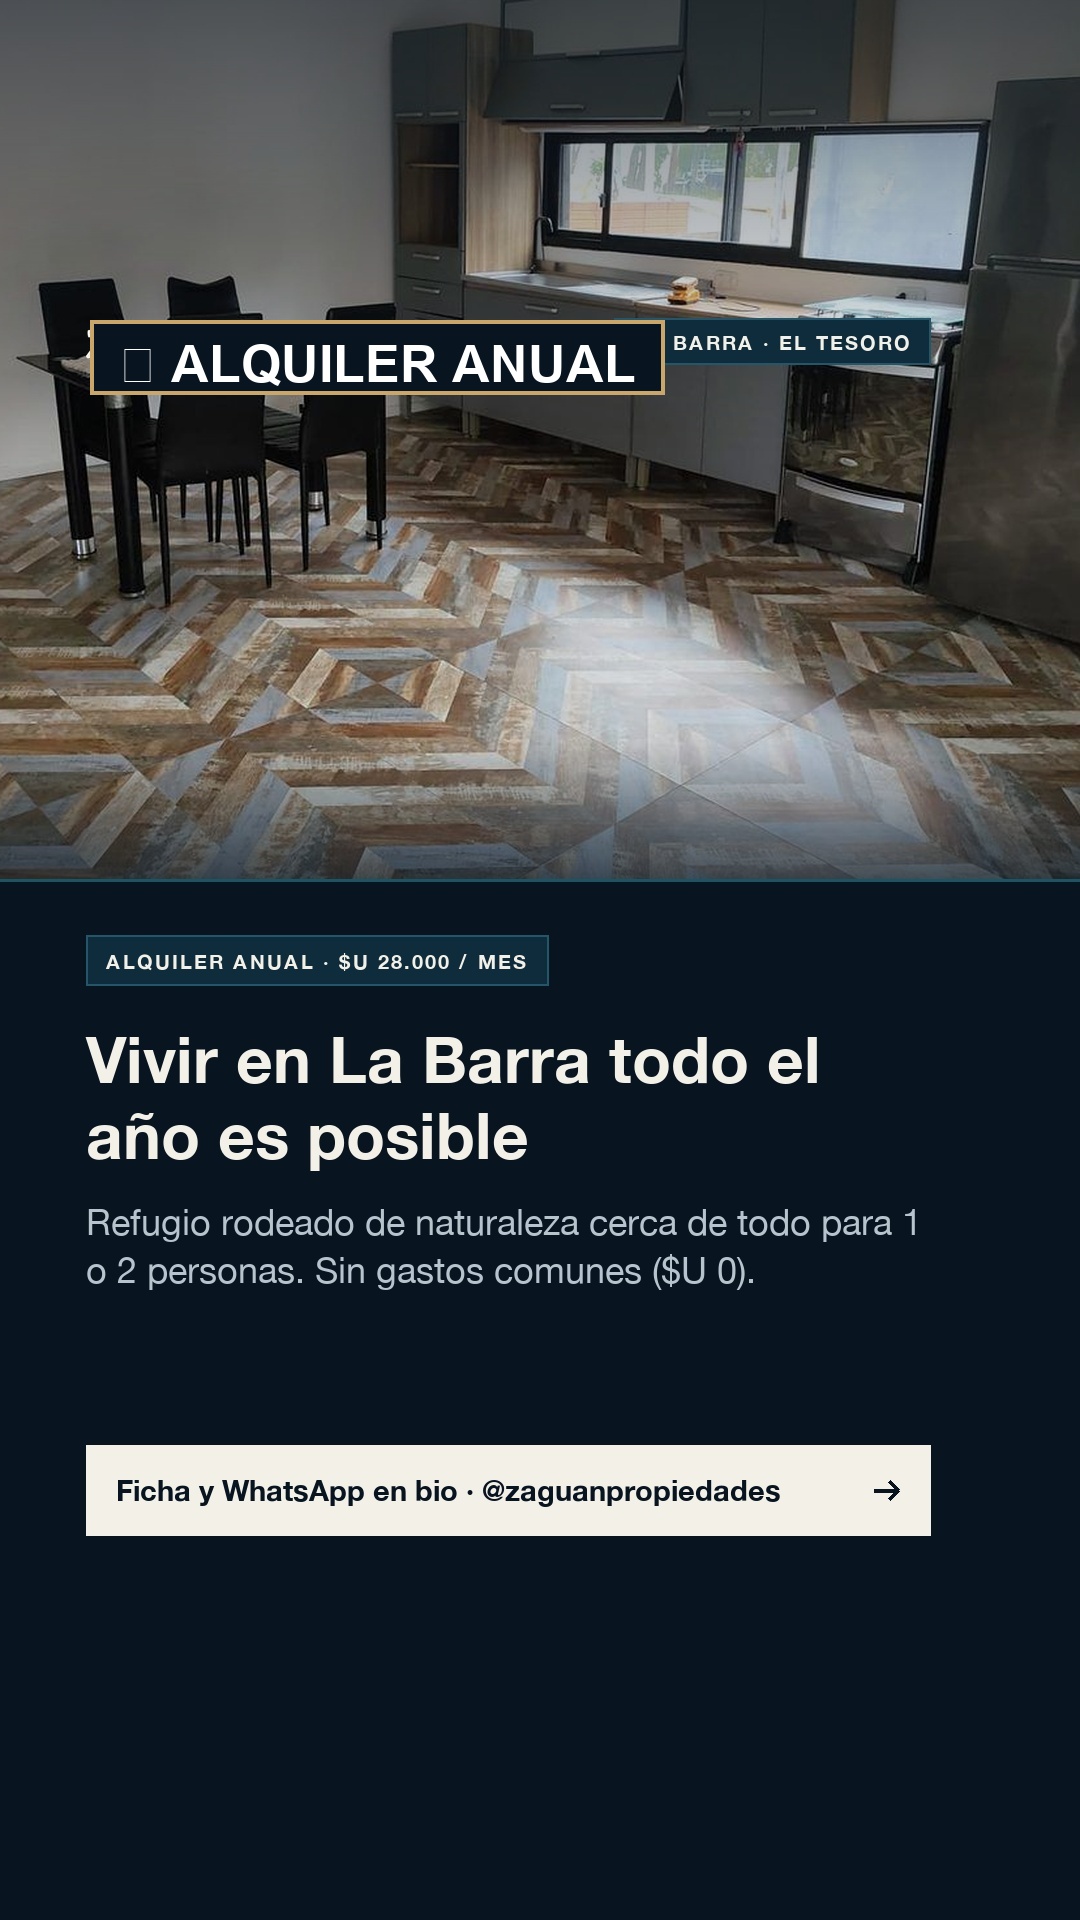 ALQUILER ANUAL
BARRA · EL TESORO
ALQUILER ANUAL · $U 28.000 / MES
Vivir en La Barra todo el
año es posible
Refugio rodeado de naturaleza cerca de todo para 1
o 2 personas. Sin gastos comunes ($U 0).
Ficha y WhatsApp en bio · @zaguanpropiedades →